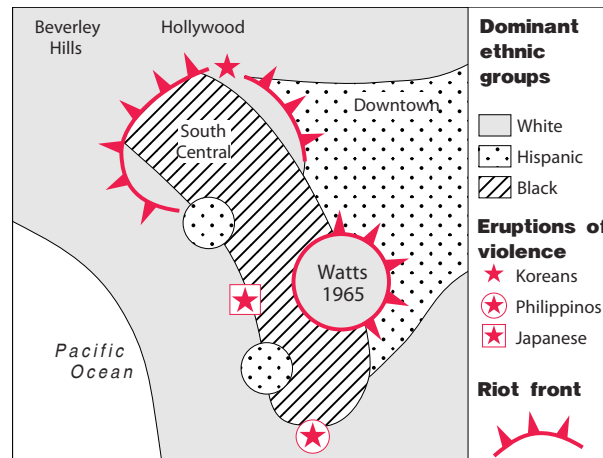 Beverley
Hills
Hollywood
Downtown
South
Central
Watts
1965
Pacific
Ocean
Dominant
ethnic
groups
White
Hispanic
Black
Eruptions of
violence
Koreans
Philippinos
Japanese
Riot front